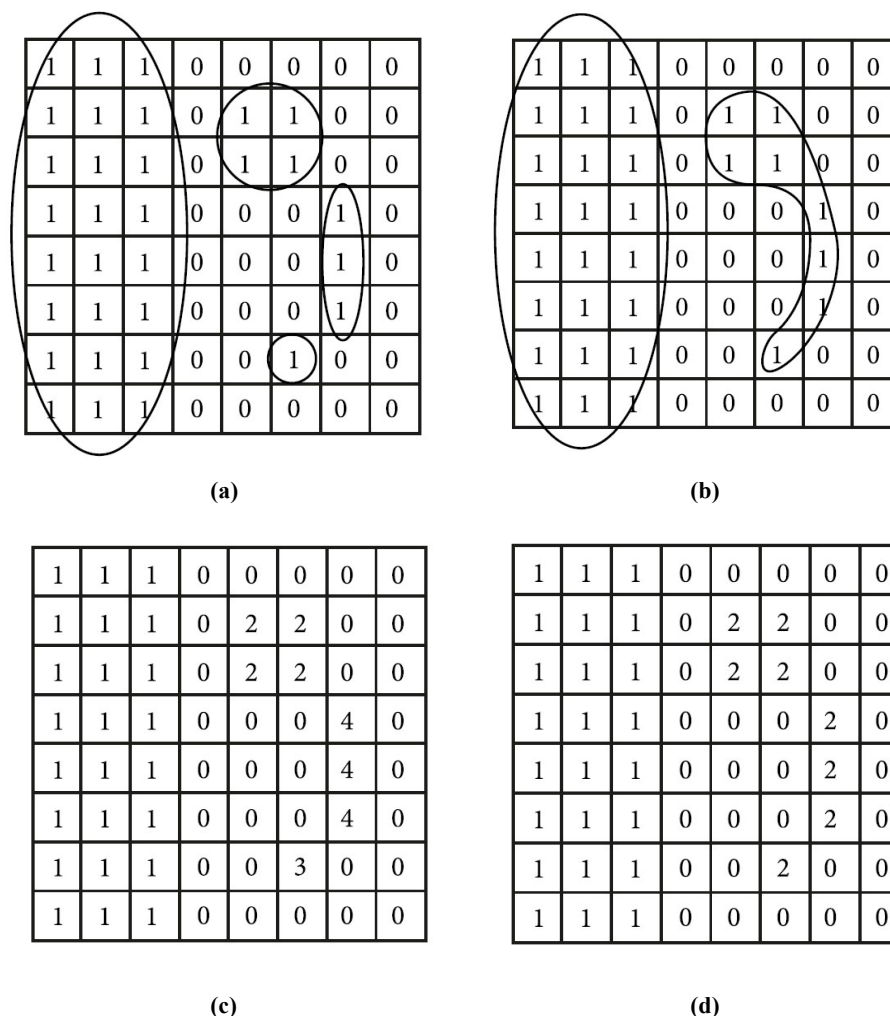 1 1 1 0 0 0 0 0 1 1 1 0 0 0 0 0
1 1 1 0 1 1 0 0 1 1 1 0 1 1 0 0
1 1 1 0 1 1 0 0 1 1 1 0 1 1 0 0
1 1 1 0 0 0 1 0 1 1 1 0 0 0 1 0
1 1 1 0 0 0 1 0 1 1 1 0 0 0 1 0
1 1 1 0 0 0 1 0 1 1 1 0 0 0 1 0
1 1 1 0 0 1 0 0 1 1 1 0 0 1 0 0
1 1 1 0 0 0 0 0 1 1 1 0 0 0 0 0
(a) (b)
1 1 1 0 0 0 0 0 1 1 1 0 0 0 0 0
1 1 1 0 2 2 0 0 1 1 1 0 2 2 0 0
1 1 1 0 2 2 0 0 1 1 1 0 2 2 0 0
1 1 1 0 0 0 4 0 1 1 1 0 0 0 2 0
1 1 1 0 0 0 4 0 1 1 1 0 0 0 2 0
1 1 1 0 0 0 4 0 1 1 1 0 0 0 2 0
1 1 1 0 0 3 0 0 1 1 1 0 0 2 0 0
1 1 1 0 0 0 0 0 1 1 1 0 0 0 0 0
(c) (d)